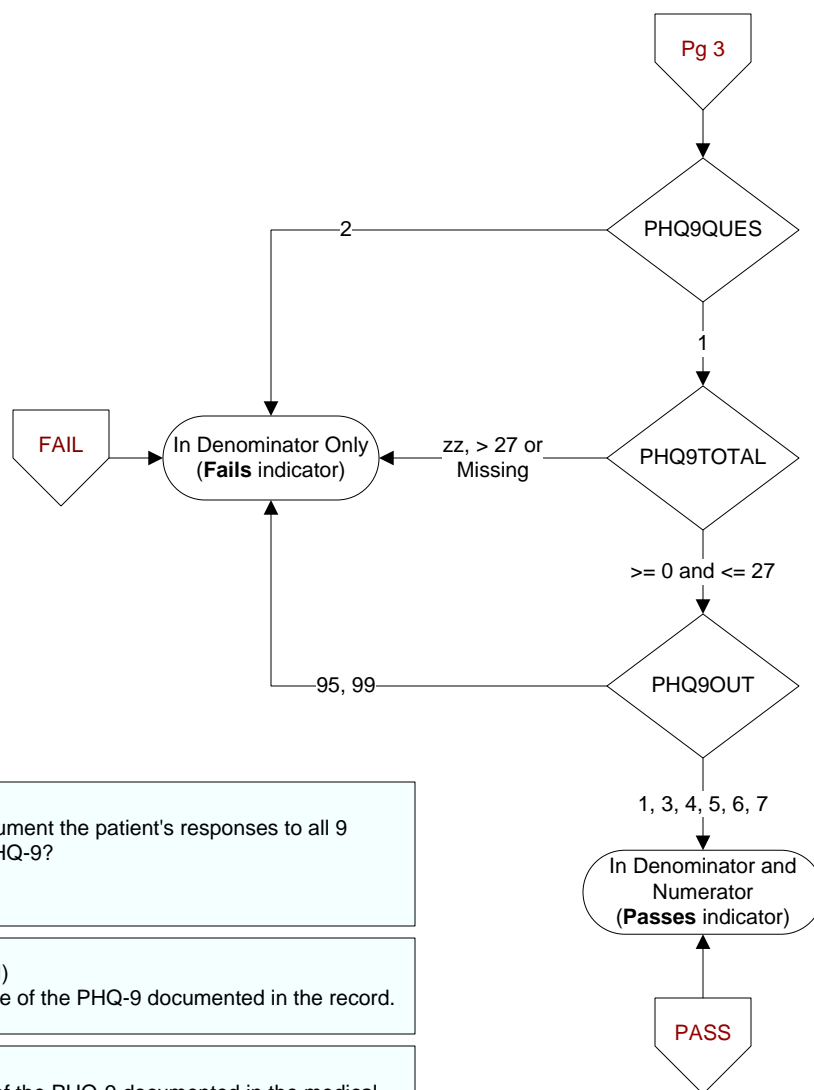 Pg 3
PHQ9QUES
2
1
FAIL
In Denominator Only
(Fails indicator)
zz, > 27 or
Missing
PHQ9TOTAL
>= 0 and <= 27
95, 99
PHQ9OUT
1, 3, 4, 5, 6, 7
In Denominator and
Numerator
(Passes indicator)
PASS
the patient's responses to all 9
HQ-9?
)
of the PHQ-9 documented in the record.
of the PHQ-9 documented in the medical